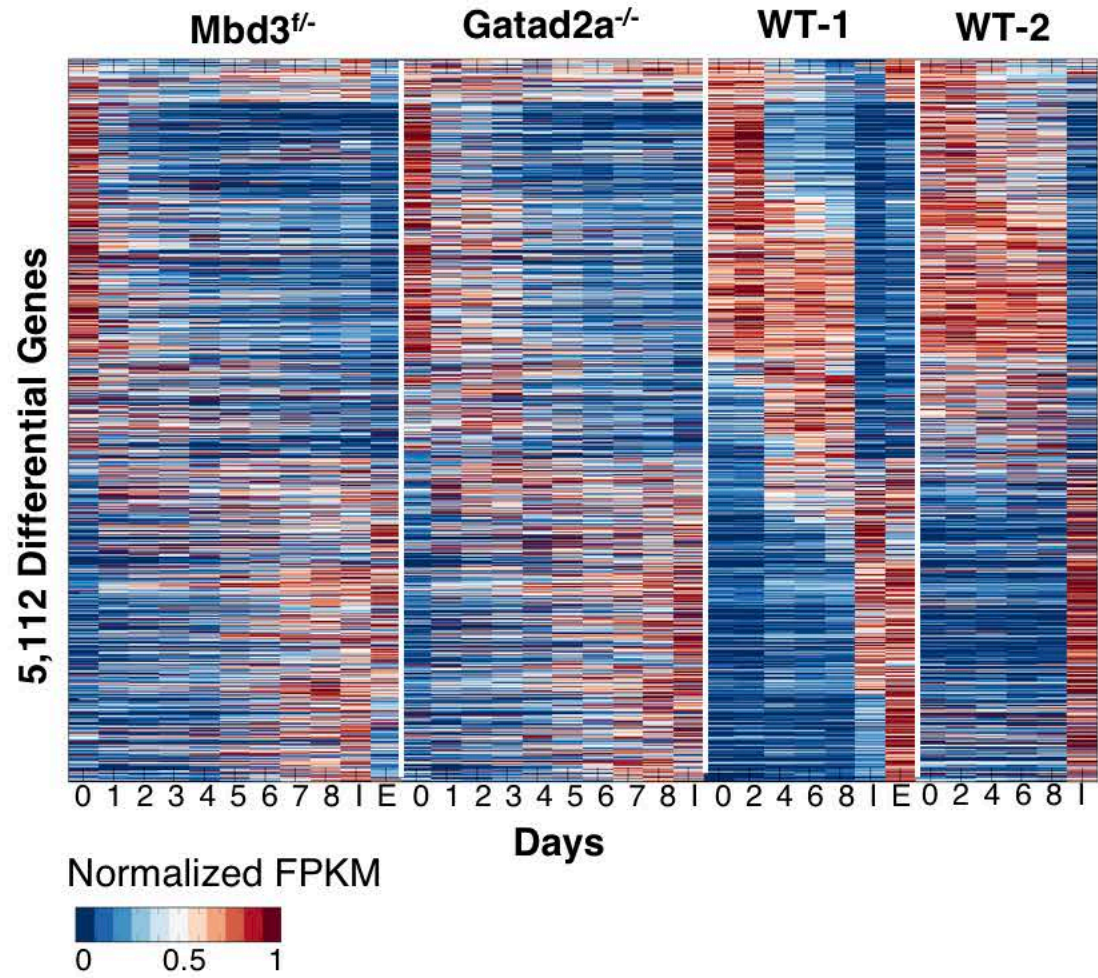 Mbd3f/- Gatad2a-/- WT-1 WT-2
5,112 Differential Genes
0 1 2 3 4 5 6 7 8 I E 0 1 2 3 4 5 6 7 8 I 0 2 4 6 8 I E 0 2 4 6 8 I
Days
Normalized FPKM
0 0.5 1